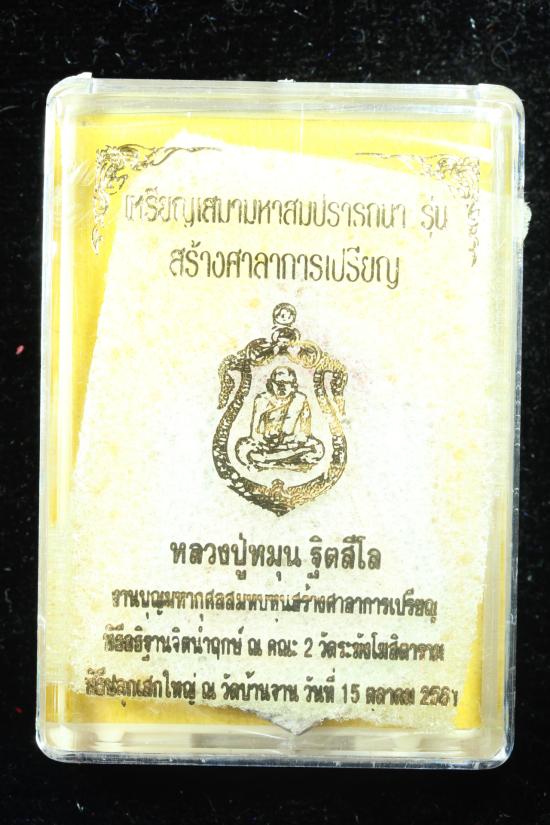 เหรียญเสมามหาสมปรารถนา รุ่น
สร้างศาลาการเปรียญ
หลวงปู่หมุน ฐิตสีโล
งานบุญมหากุศลสมทบทุนสร้างศาลาการเปรียญ
พิธีอธิฐานจิตนำฤกษ์ ณ คณะ 2 วัดระฆังโฆสิตาราม
พิธีปลุกเสกใหญ่ ณ วัดบ้านจาน วันที่ 15 ตุลาคม 2561